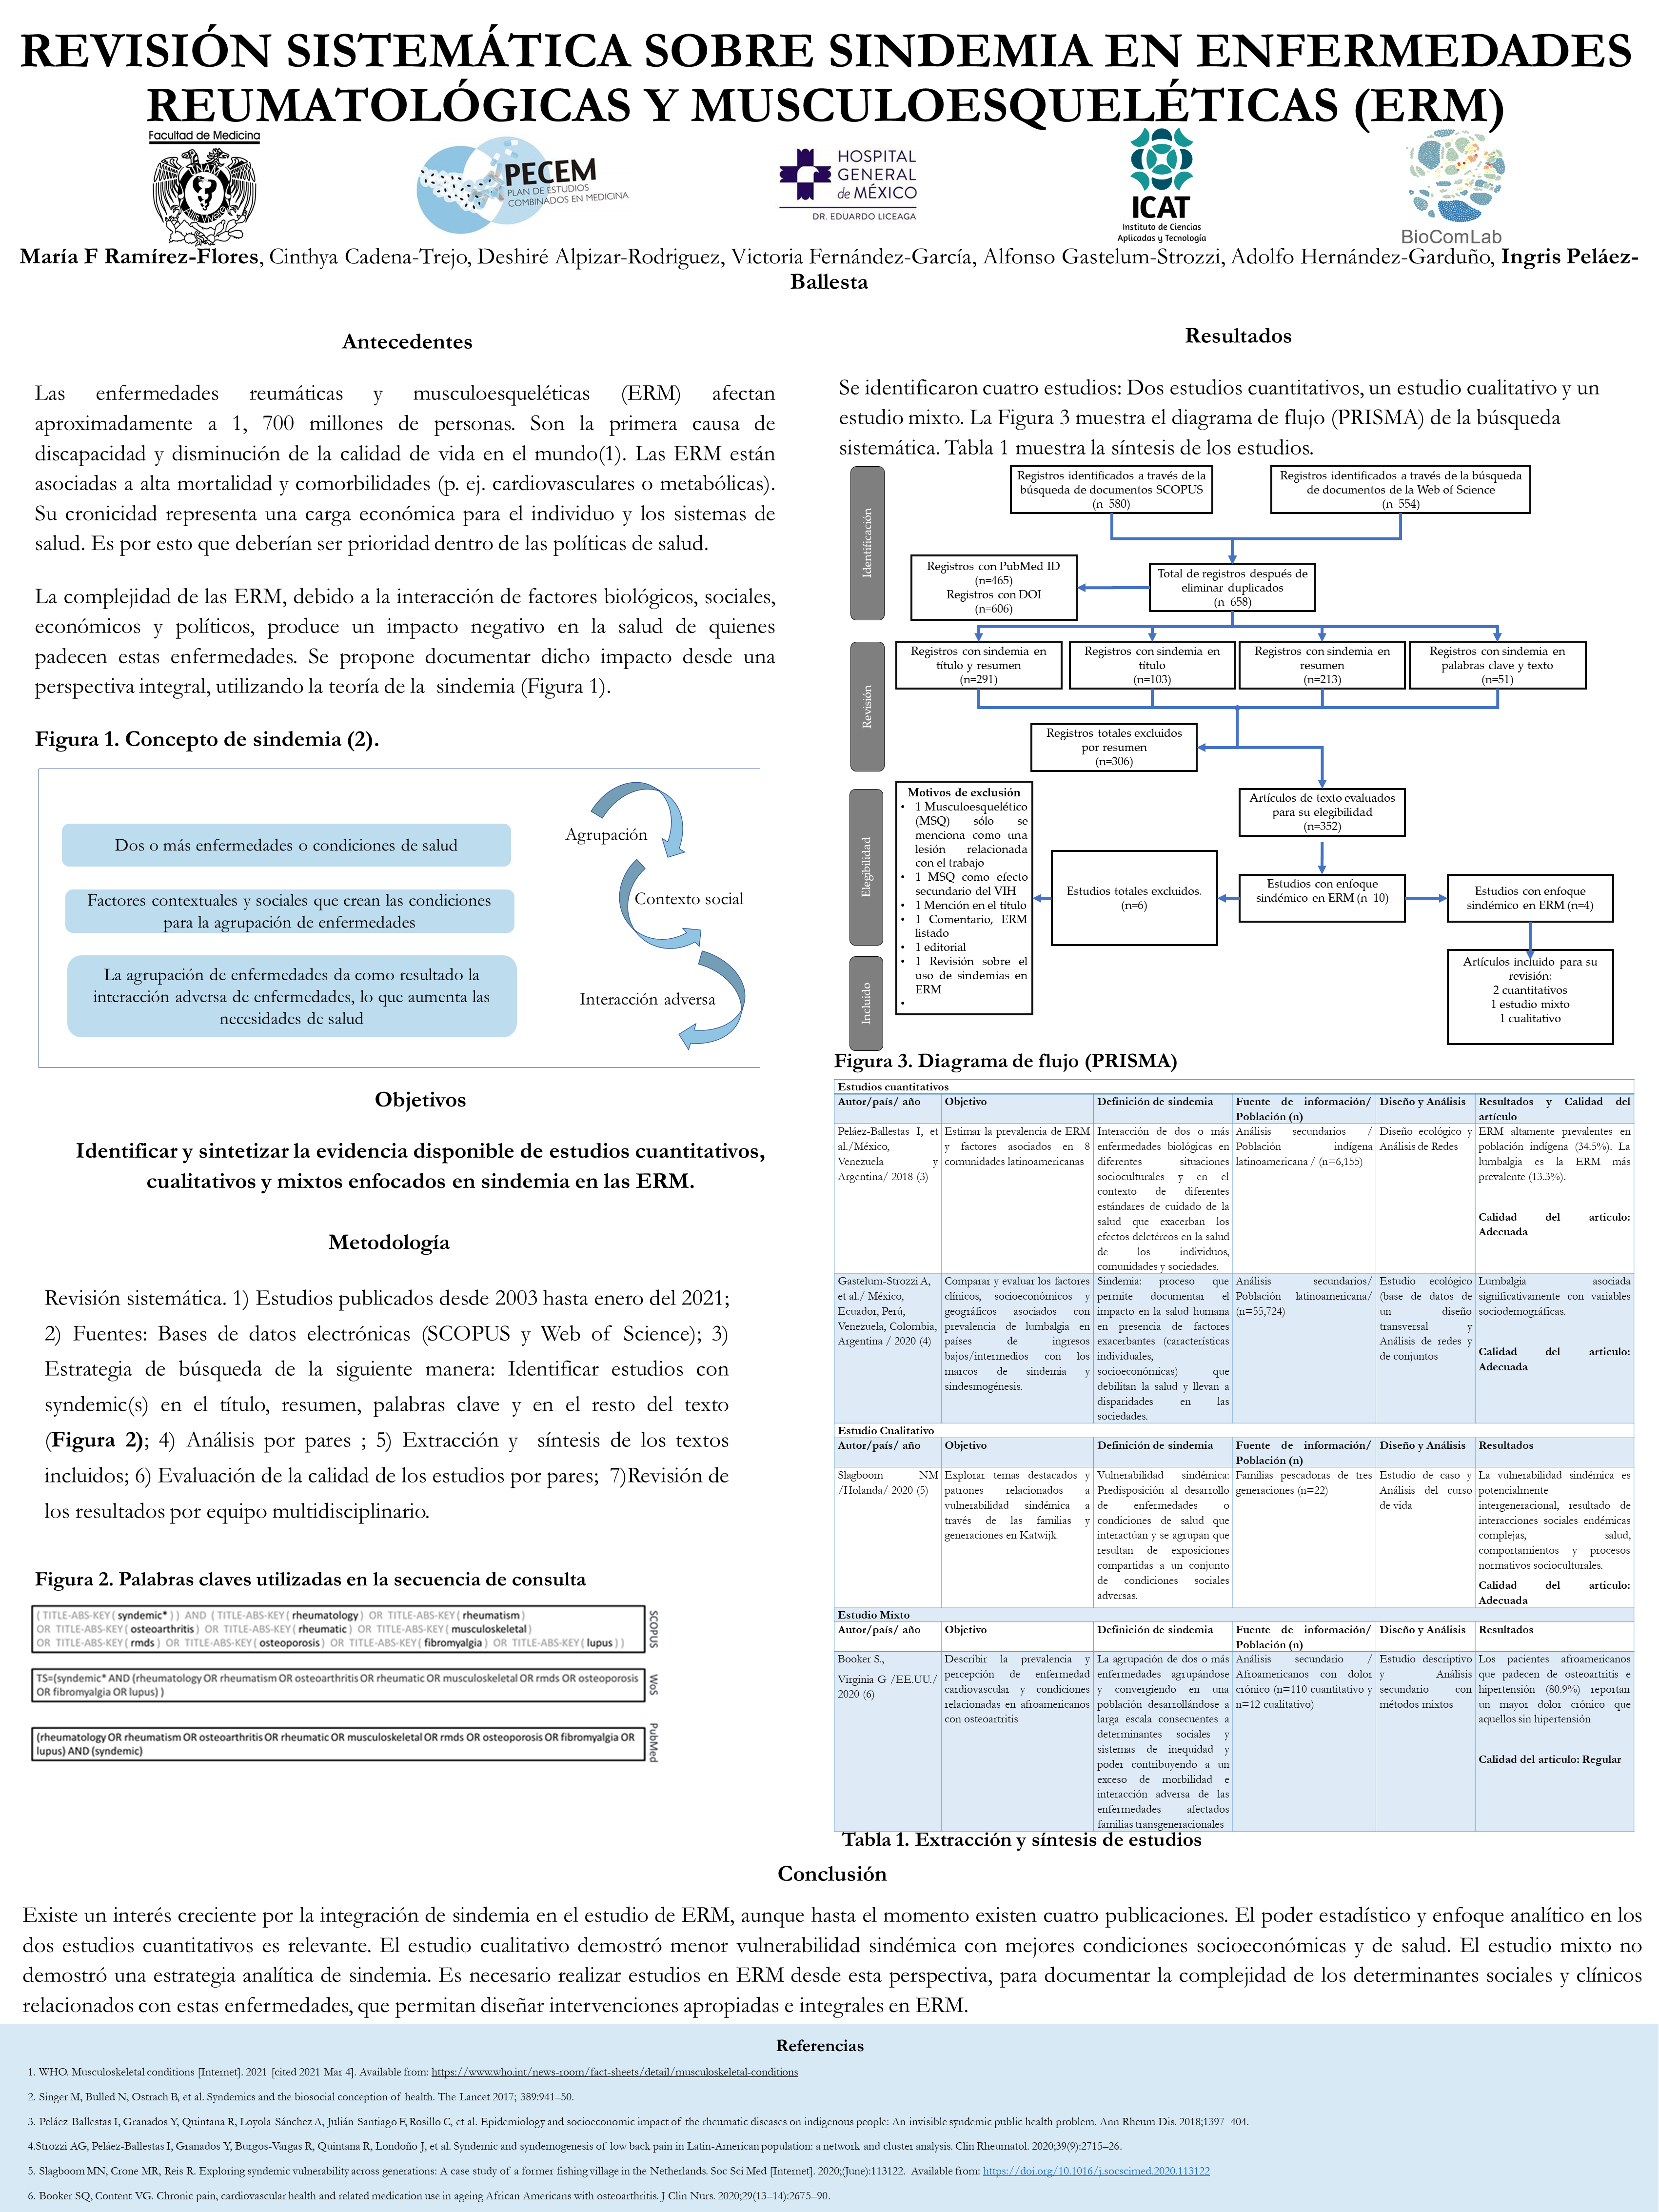 REVISIÓN SISTEMÁTICA SOBRE SINDEMIA EN ENFERMEDADES
REUMATOLÓGICAS Y MUSCULOESQUELÉTICAS (ERM)
Facultad de Medicina
PECEM
PLAN DE ESTUDIOS
COMBINADOS EN MEDICINA
HOSPITAL
GENERAL
de MÉXICO
DR. EDUARDO LICEAGA
ICAT
Instituto de Ciencias
Aplicadas y Tecnología
BioComLab
María F Ramírez-Flores, Cinthya Cadena-Trejo, Deshiré Alpizar-Rodriguez, Victoria Fernández-García, Alfonso Gastelum-Strozzi, Adolfo Hernández-Garduño, Ingris Peláez-
Ballesta
Antecedentes
Las enfermedades reumáticas y musculoesqueléticas (ERM) afectan
aproximadamente a 1, 700 millones de personas. Son la primera causa de
discapacidad y disminución de la calidad de vida en el mundo(1). Las ERM están
asociadas a alta mortalidad y comorbilidades (p. ej. cardiovasculares o metabólicas).
Su cronicidad representa una carga económica para el individuo y los sistemas de
salud. Es por esto que deberían ser prioridad dentro de las políticas de salud.
La complejidad de las ERM, debido a la interacción de factores biológicos, sociales,
económicos y políticos, produce un impacto negativo en la salud de quienes
padecen estas enfermedades. Se propone documentar dicho impacto desde una
perspectiva integral, utilizando la teoría de la sindemia (Figura 1).
Figura 1. Concepto de sindemia (2).
Dos o más enfermedades o condiciones de salud
Factores contextuales y sociales que crean las condiciones
para la agrupación de enfermedades
La agrupación de enfermedades da como resultado la
interacción adversa de enfermedades, lo que aumenta las
necesidades de salud
Agrupación
Contexto social
Interacción adversa
Objetivos
Identificar y sintetizar la evidencia disponible de estudios cuantitativos,
cualitativos y mixtos enfocados en sindemia en las ERM.
Metodología
Revisión sistemática. 1) Estudios publicados desde 2003 hasta enero del 2021;
2) Fuentes: Bases de datos electrónicas (SCOPUS y Web of Science); 3)
Estrategia de búsqueda de la siguiente manera: Identificar estudios con
syndemic(s) en el título, resumen, palabras clave y en el resto del texto
(Figura 2); 4) Análisis por pares ; 5) Extracción y síntesis de los textos
incluidos; 6) Evaluación de la calidad de los estudios por pares; 7)Revisión de
los resultados por equipo multidisciplinario.
Figura 2. Palabras claves utilizadas en la secuencia de consulta
( TITLE-ABS-KEY ( syndemic* ) ) AND ( TITLE-ABS-KEY ( rheumatology ) OR TITLE-ABS-KEY ( rheumatism )
OR TITLE-ABS-KEY ( osteoarthritis ) OR TITLE-ABS-KEY ( rheumatic ) OR TITLE-ABS-KEY ( musculoskeletal )
OR TITLE-ABS-KEY ( rmds ) OR TITLE-ABS-KEY ( osteoporosis ) OR TITLE-ABS-KEY ( fibromyalgia ) OR TITLE-ABS-KEY ( lupus ) )
SCOPUS
TS=(syndemic* AND (rheumatology OR rheumatism OR osteoarthritis OR rheumatic OR musculoskeletal OR rmds OR osteoporosis
OR fibromyalgia OR lupus) )
WoS
(rheumatology OR rheumatism OR osteoarthritis OR rheumatic OR musculoskeletal OR rmds OR osteoporosis OR fibromyalgia OR
lupus) AND (syndemic)
PubMed
Resultados
Se identificaron cuatro estudios: Dos estudios cuantitativos, un estudio cualitativo y un
estudio mixto. La Figura 3 muestra el diagrama de flujo (PRISMA) de la búsqueda
sistemática. Tabla 1 muestra la síntesis de los estudios.
Identificación
Registros identificados a través de la
búsqueda de documentos SCOPUS
(n=580)
Registros identificados a través de la búsqueda
de documentos de la Web of Science
(n=554)
Registros con PubMed ID
(n=465)
Registros con DOI
(n=606)
Total de registros después de
eliminar duplicados
(n=658)
Revisión
Registros con sindemia en
título y resumen
(n=291)
Registros con sindemia en
título
(n=103)
Registros con sindemia en
resumen
(n=213)
Registros con sindemia en
palabras clave y texto
(n=51)
Registros totales excluidos
por resumen
(n=306)
Elegibilidad
Artículos de texto evaluados
para su elegibilidad
(n=352)
Motivos de exclusión
• 1 Musculoesquelético
(MSQ) sólo se
menciona como una
lesión relacionada
con el trabajo
• 1 MSQ como efecto
secundario del VIH
• 1 Mención en el título
• 1 Comentario, ERM
listado
• 1 editorial
• 1 Revisión sobre el
uso de sindemias en
ERM
•
Estudios totales excluidos.
(n=6)
Estudios con enfoque
sindémico en ERM (n=10)
Estudios con enfoque
sindémico en ERM (n=4)
Incluido
Artículos incluido para su
revisión:
2 cuantitativos
1 estudio mixto
1 cualitativo
Figura 3. Diagrama de flujo (PRISMA)
Estudios cuantitativos
Autor/país/ año
Objetivo
Definición de sindemia
Fuente de información/
Población (n)
Diseño y Análisis
Resultados y Calidad del
artículo
Peláez-Ballestas I, et
al./México,
Venezuela y
Argentina/ 2018 (3)
Estimar la prevalencia de ERM
y factores asociados en 8
comunidades latinoamericanas
Interacción de dos o más
enfermedades biológicas en
diferentes situaciones
socioculturales y en el
contexto de diferentes
estándares de cuidado de la
salud que exacerban los
efectos deletéreos en la salud
de los individuos,
comunidades y sociedades.
Análisis secundarios /
Población indígena
latinoamericana / (n=6,155)
Diseño ecológico y
Análisis de Redes
ERM altamente prevalentes en
población indígena (34.5%). La
lumbalgia es la ERM más
prevalente (13.3%).
Calidad del articulo:
Adecuada
Gastelum-Strozzi A,
et al./ México,
Ecuador, Perú,
Venezuela, Colombia,
Argentina / 2020 (4)
Comparar y evaluar los factores
clínicos, socioeconómicos y
geográficos asociados con
prevalencia de lumbalgia en
países de ingresos
bajos/intermedios con los
marcos de sindemia y
sindesmogénesis.
Sindemia: proceso que
permite documentar el
impacto en la salud humana
en presencia de factores
exacerbantes (características
individuales,
socioeconómicas) que
debilitan la salud y llevan a
disparidades en las
sociedades.
Análisis secundarios/
Población latinoamericana/
(n=55,724)
Estudio ecológico
(base de datos de
un diseño
transversal y
Análisis de redes y
de conjuntos
Lumbalgia asociada
significativamente con variables
sociodemográficas.
Calidad del articulo:
Adecuada
Estudio Cualitativo
Autor/país/ año
Objetivo
Definición de sindemia
Fuente de información/
Población (n)
Diseño y Análisis
Resultados
Slagboom NM
/Holanda/ 2020 (5)
Explorar temas destacados y
patrones relacionados a
vulnerabilidad sindémica a
través de las familias y
generaciones en Katwijk
Vulnerabilidad sindémica:
Predisposición al desarrollo
de enfermedades o
condiciones de salud que
interactúan y se agrupan que
resultan de exposiciones
compartidas a un conjunto
de condiciones sociales
adversas.
Familias pescadoras de tres
generaciones (n=22)
Estudio de caso y
Análisis del curso
de vida
La vulnerabilidad sindémica es
potencialmente
intergeneracional, resultado de
interacciones sociales endémicas
complejas, salud,
comportamientos y procesos
normativos socioculturales.
Calidad del articulo:
Adecuada
Estudio Mixto
Autor/país/ año
Objetivo
Definición de sindemia
Fuente de información/
Población (n)
Diseño y Análisis
Resultados
Booker S.,
Virginia G /EE.UU./
2020 (6)
Describir la prevalencia y
percepción de enfermedad
cardiovascular y condiciones
relacionadas en afroamericanos
con osteoartritis
La agrupación de dos o más
enfermedades agrupándose
y convergiendo en una
población desarrollándose a
larga escala consecuentes a
determinantes sociales y
sistemas de inequidad y
poder contribuyendo a un
exceso de morbilidad e
interacción adversa de las
enfermedades afectados
familias transgeneracionales
Análisis secundario /
Afroamericanos con dolor
crónico (n=110 cuantitativo y
n=12 cualitativo)
Estudio descriptivo
y Análisis
secundario con
métodos mixtos
Los pacientes afroamericanos
que padecen de osteoartritis e
hipertensión (80.9%) reportan
un mayor dolor crónico que
aquellos sin hipertensión
Calidad del articulo: Regular
Tabla 1. Extracción y síntesis de estudios
Conclusión
Existe un interés creciente por la integración de sindemia en el estudio de ERM, aunque hasta el momento existen cuatro publicaciones. El poder estadístico y enfoque analítico en los
dos estudios cuantitativos es relevante. El estudio cualitativo demostró menor vulnerabilidad sindémica con mejores condiciones socioeconómicas y de salud. El estudio mixto no
demostró una estrategia analítica de sindemia. Es necesario realizar estudios en ERM desde esta perspectiva, para documentar la complejidad de los determinantes sociales y clínicos
relacionados con estas enfermedades, que permitan diseñar intervenciones apropiadas e integrales en ERM.
Referencias
1. WHO. Musculoskeletal conditions [Internet]. 2021 [cited 2021 Mar 4]. Available from: https://www.who.int/news-room/fact-sheets/detail/musculoskeletal-conditions
2. Singer M, Bulled N, Ostrach B, et al. Syndemics and the biosocial conception of health. The Lancet 2017; 389:941–50.
3. Peláez-Ballestas I, Granados Y, Quintana R, Loyola-Sánchez A, Julián-Santiago F, Rosillo C, et al. Epidemiology and socioeconomic impact of the rheumatic diseases on indigenous people: An invisible syndemic public health problem. Ann Rheum Dis. 2018;1397–404.
4.Strozzi AG, Peláez-Ballestas I, Granados Y, Burgos-Vargas R, Quintana R, Londoño J, et al. Syndemic and syndemogenesis of low back pain in Latin-American population: a network and cluster analysis. Clin Rheumatol. 2020;39(9):2715–26.
5. Slagboom MN, Crone MR, Reis R. Exploring syndemic vulnerability across generations: A case study of a former fishing village in the Netherlands. Soc Sci Med [Internet]. 2020;(June):113122. Available from: https://doi.org/10.1016/j.socscimed.2020.113122
6. Booker SQ, Content VG. Chronic pain, cardiovascular health and related medication use in ageing African Americans with osteoarthritis. J Clin Nurs. 2020;29(13–14):2675–90.